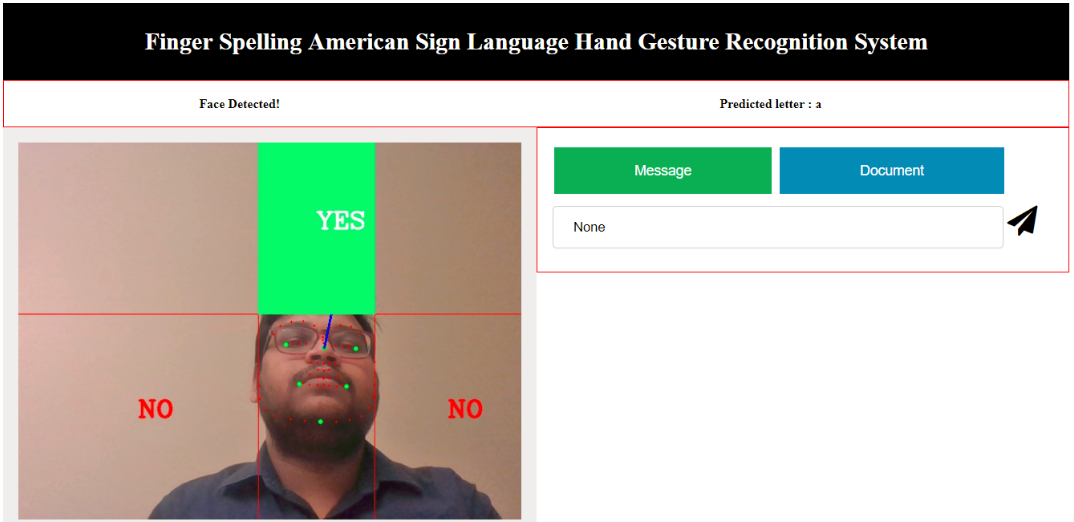 Finger Spelling American Sign Language Hand Gesture Recognition System
Face Detected!
Predicted letter : a
YES
NO
NO
Message
Document
None